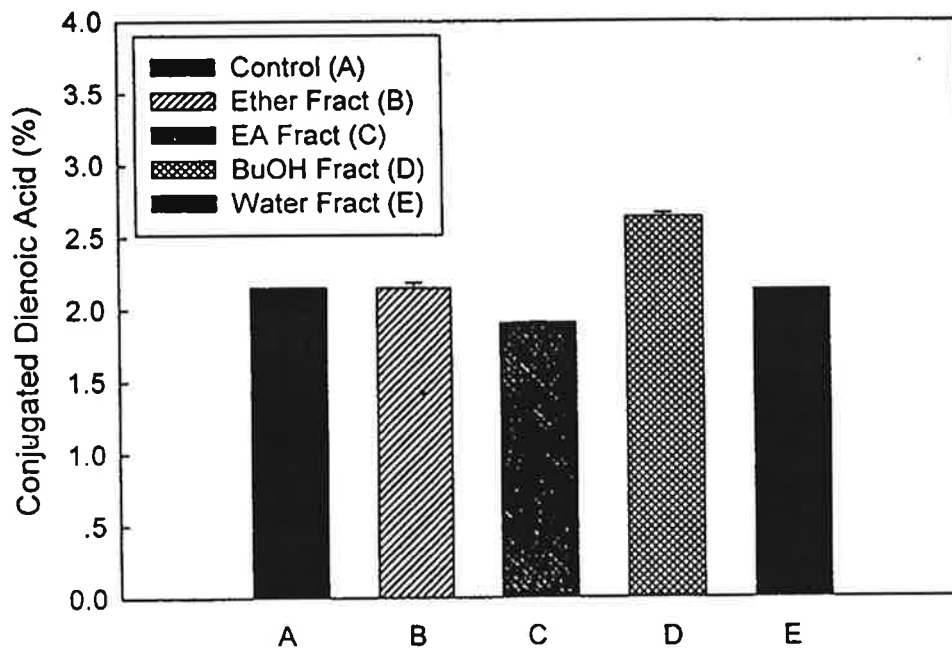 Conjugated Dienoic Acid (%)
4.0
3.5
3.0
2.5
2.0
1.5
1.0
.5
0.0
Control (A)
Ether Fract (B)
EA Fract (C)
BuOH Fract (D)
Water Fract (E)
A B C D E